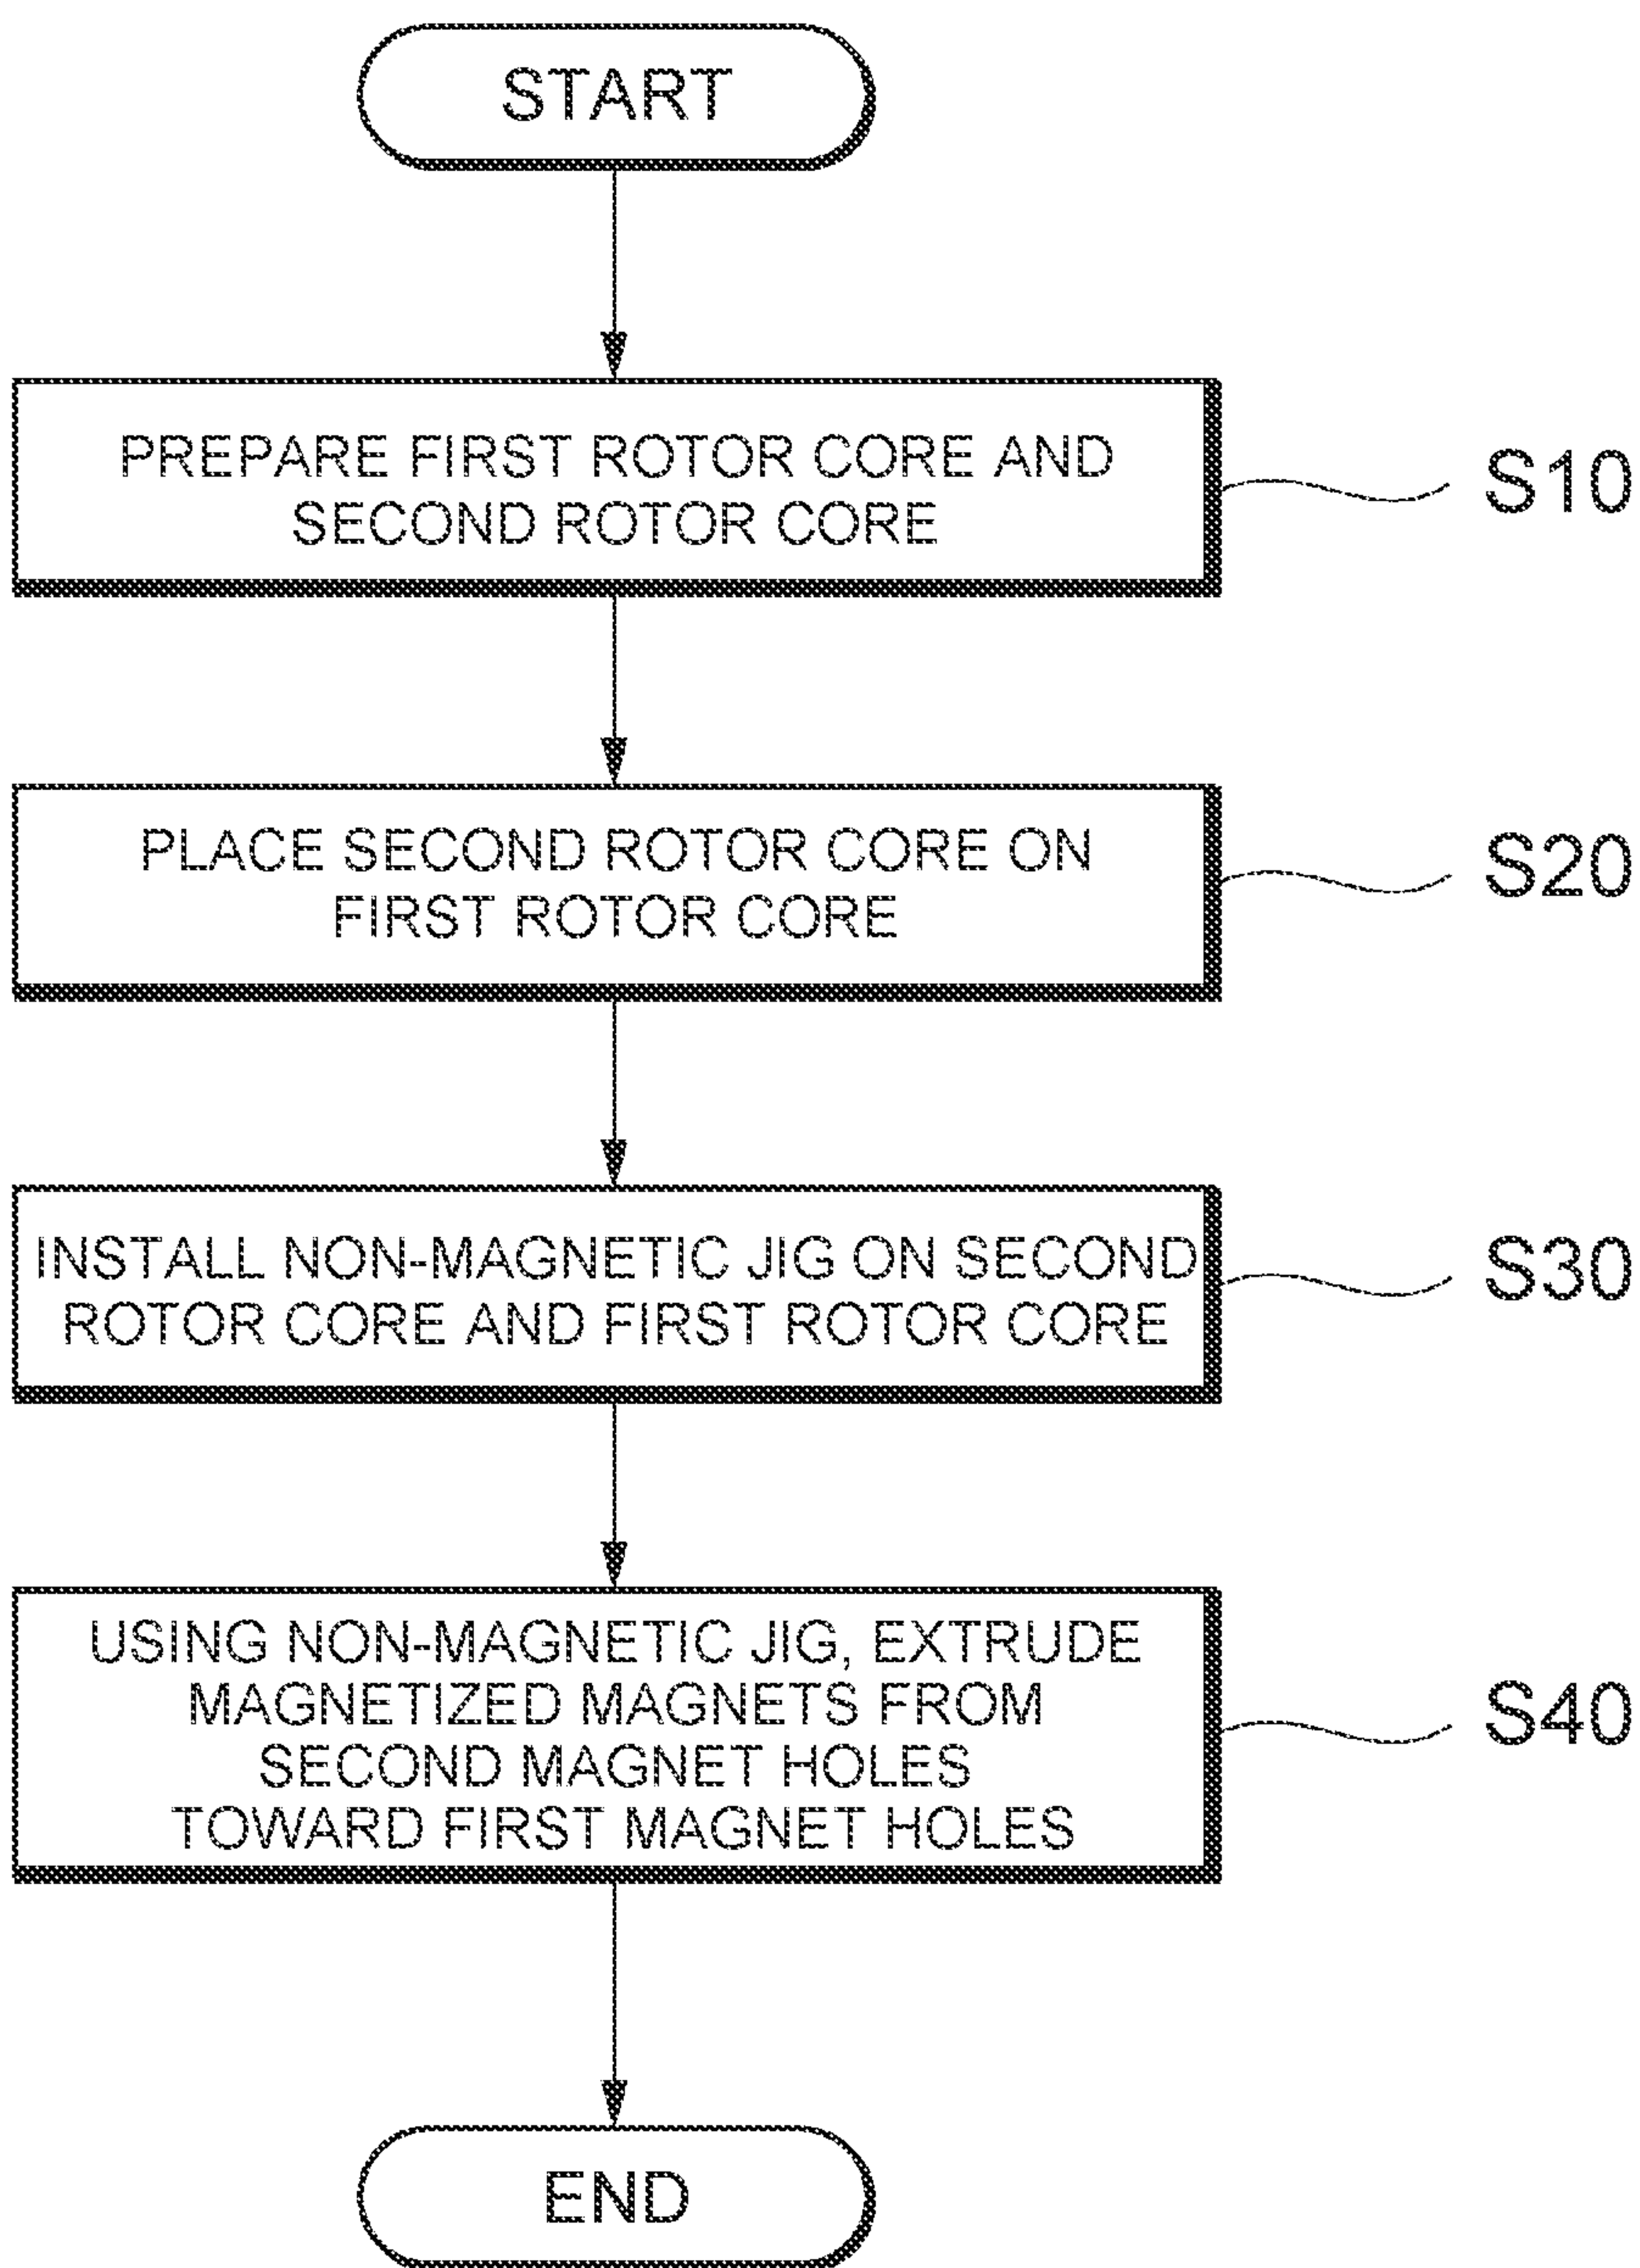 START
PREPARE FIRST ROTOR CORE AND
SECOND ROTOR CORE
S10
PLACE SECOND ROTOR CORE ON
FIRST ROTOR CORE
S20
INSTALL NON-MAGNETIC JIG ON SECOND
ROTOR CORE AND FIRST ROTOR CORE
S30
USING NON-MAGNETIC JIG, EXTRUDE
MAGNETIZED MAGNETS FROM
SECOND MAGNET HOLES
TOWARD FIRST MAGNET HOLES
S40
END